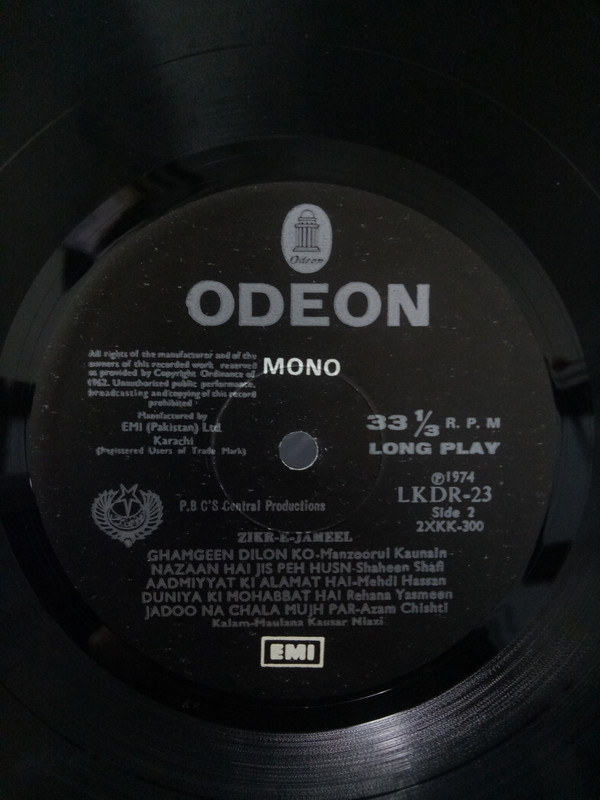 Odeon
ODEON
MONO
All rights of the manufacturer and of the
owners of this recorded work reserved
as provided by Copyright Ordinance of
1962. Unauthorised public performance,
broadcasting and copying of this record
prohibited
Manufactured by
EMI (Pakistan) Ltd.
Karachi
(Registered Users of Trade Mark)
33 1/3 R. P. M
LONG PLAY
Ⓟ1974
LKDR-23
Side 2
2XKK-300
P.B C'S Central Productions
ZIKR-E-JAMEEL
GHAMGEEN DILON KO-Manzoorul Kaunain
NAZAAN HAI JIS PEH HUSN-Shaheen Shafi
AADMIYYAT KI ALAMAT HAI-Mehdi Hassan
DUNIYA KI MOHABBAT HAI Rehana Yasmeen
JADOO NA CHALA MUJH PAR-Azam Chishti
Kalam-Maulana Kausar Niazi
EMI